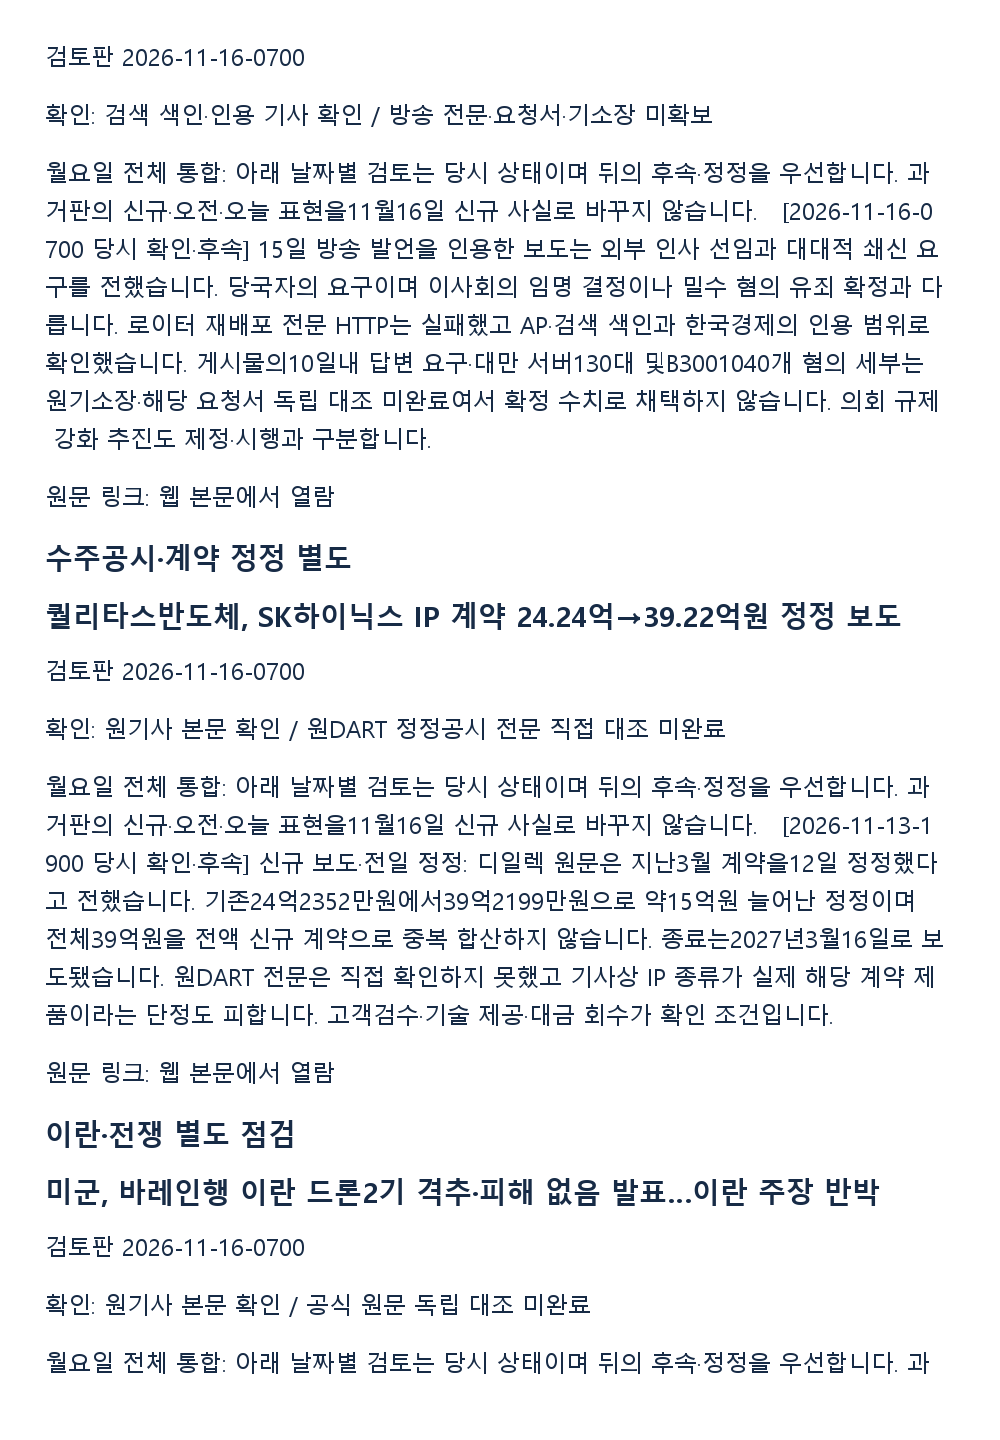 검토판 2026-11-16-0700
확인: 검색 색인·인용 기사 확인 / 방송 전문·요청서·기소장 미확보
월요일 전체 통합: 아래 날짜별 검토는 당시 상태이며 뒤의 후속·정정을 우선합니다. 과
거판의 신규·오전·오늘 표현을11월16일 신규 사실로 바꾸지 않습니다.   [2026-11-16-0
700 당시 확인·후속] 15일 방송 발언을 인용한 보도는 외부 인사 선임과 대대적 쇄신 요
구를 전했습니다. 당국자의 요구이며 이사회의 임명 결정이나 밀수 혐의 유죄 확정과 다
릅니다. 로이터 재배포 전문 HTTP는 실패했고 AP·검색 색인과 한국경제의 인용 범위로
확인했습니다. 게시물의10일내 답변 요구·대만 서버130대 및B3001040개 혐의 세부는
원기소장·해당 요청서 독립 대조 미완료여서 확정 수치로 채택하지 않습니다. 의회 규제
강화 추진도 제정·시행과 구분합니다.
원문 링크: 웹 본문에서 열람
수주공시·계약 정정 별도
퀄리타스반도체, SK하이닉스 IP 계약 24.24억→39.22억원 정정 보도
검토판 2026-11-16-0700
확인: 원기사 본문 확인 / 원DART 정정공시 전문 직접 대조 미완료
월요일 전체 통합: 아래 날짜별 검토는 당시 상태이며 뒤의 후속·정정을 우선합니다. 과
거판의 신규·오전·오늘 표현을11월16일 신규 사실로 바꾸지 않습니다.   [2026-11-13-1
900 당시 확인·후속] 신규 보도·전일 정정: 디일렉 원문은 지난3월 계약을12일 정정했다
고 전했습니다. 기존24억2352만원에서39억2199만원으로 약15억원 늘어난 정정이며
전체39억원을 전액 신규 계약으로 중복 합산하지 않습니다. 종료는2027년3월16일로 보
도됐습니다. 원DART 전문은 직접 확인하지 못했고 기사상 IP 종류가 실제 해당 계약 제
품이라는 단정도 피합니다. 고객검수·기술 제공·대금 회수가 확인 조건입니다.
원문 링크: 웹 본문에서 열람
이란·전쟁 별도 점검
미군, 바레인행 이란 드론2기 격추·피해 없음 발표…이란 주장 반박
검토판 2026-11-16-0700
확인: 원기사 본문 확인 / 공식 원문 독립 대조 미완료
월요일 전체 통합: 아래 날짜별 검토는 당시 상태이며 뒤의 후속·정정을 우선합니다. 과